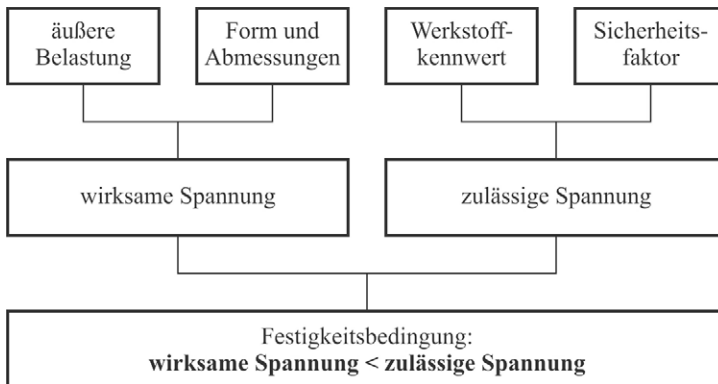 äußere
Belastung
Form und
Abmessungen
Werkstoff-
kennwert
Sicherheits-
faktor
wirksame Spannung
zulässige Spannung
Festigkeitsbedingung:
wirksame Spannung < zulässige Spannung